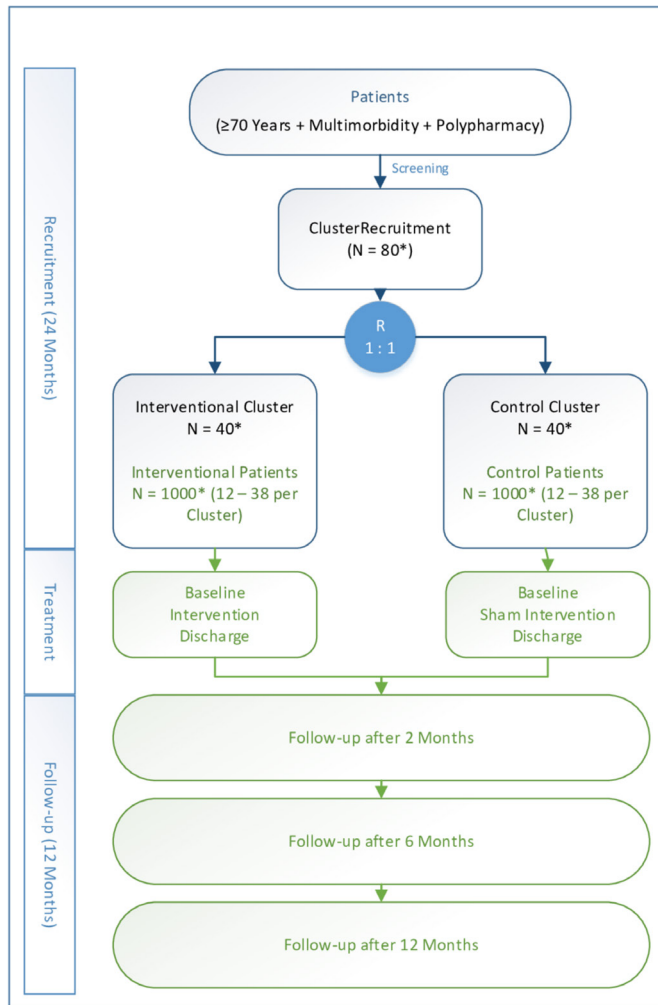 Patients
(≥70 Years + Multimorbidity + Polypharmacy)
Screening
ClusterRecruitment
(N = 80*)
R
1 : 1
Interventional Cluster
N = 40*
Interventional Patients
N = 1000* (12 – 38 per
Cluster)
Control Cluster
N = 40*
Control Patients
N = 1000* (12 – 38 per
Cluster)
Recruitment (24 Months)
Baseline
Intervention
Discharge
Baseline
Sham Intervention
Discharge
Treatment
Follow-up after 2 Months
Follow-up after 6 Months
Follow-up after 12 Months
Follow-up (12 Months)